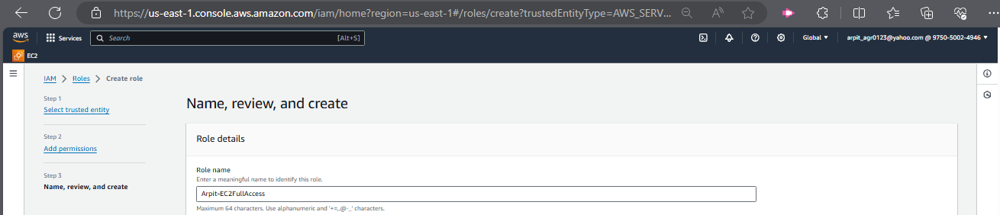 https://us-east-1.console.aws.amazon.com/iam/home?region=us-east-1#/roles/create?trustedEntityType=AWS_SERV...
aws Services Search [Alt+S] Global arpit_agr0123@yahoo.com @ 9750-5002-4946
EC2
IAM > Roles > Create role
Step 1
Select trusted entity
Step 2
Add permissions
Step 3
Name, review, and create
Name, review, and create
Role details
Role name
Enter a meaningful name to identify this role.
Arpit-EC2FullAccess
Maximum 64 characters. Use alphanumeric and '+=,.@-_' characters.